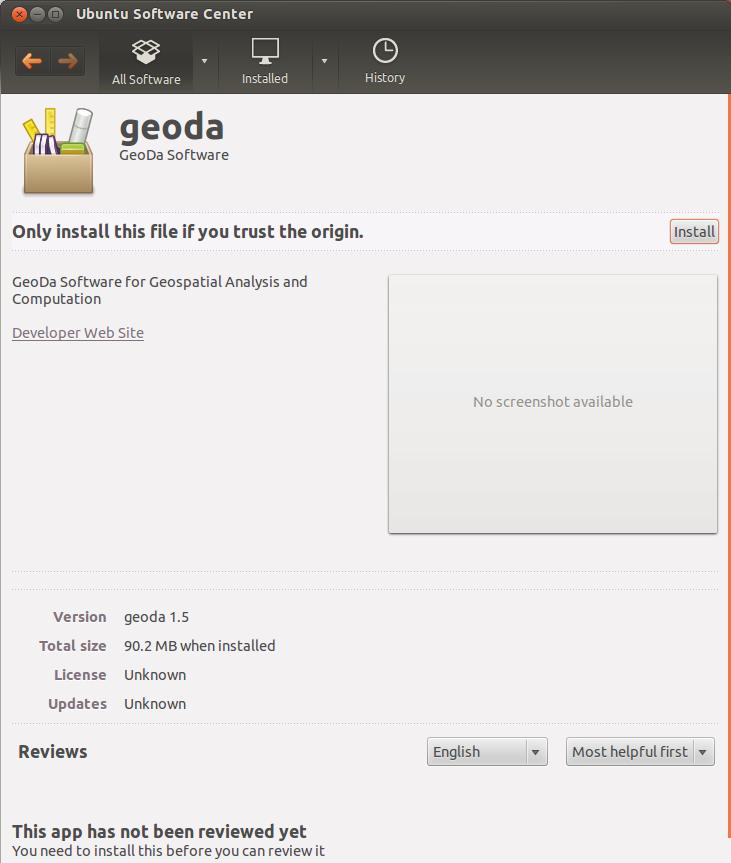 Ubuntu Software Center
All Software
Installed
History
geoda
GeoDa Software
Only install this file if you trust the origin.
Install
GeoDa Software for Geospatial Analysis and
Computation
Developer Web Site
No screenshot available
Version geoda 1.5
Total size 90.2 MB when installed
License Unknown
Updates Unknown
Reviews
English
Most helpful first
This app has not been reviewed yet
You need to install this before you can review it